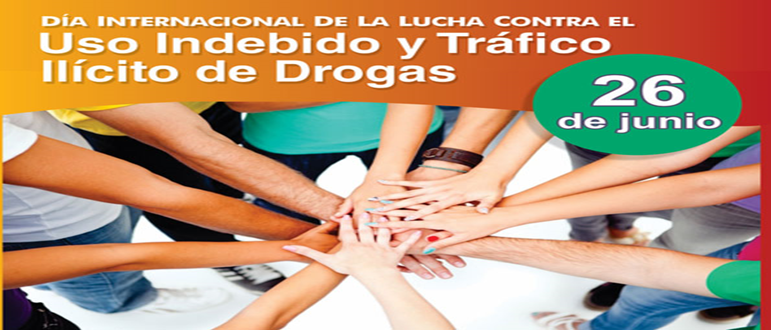 DÍA INTERNACIONAL DE LA LUCHA CONTRA EL
Uso Indebido y Tráfico
Ilícito de Drogas
26
de junio